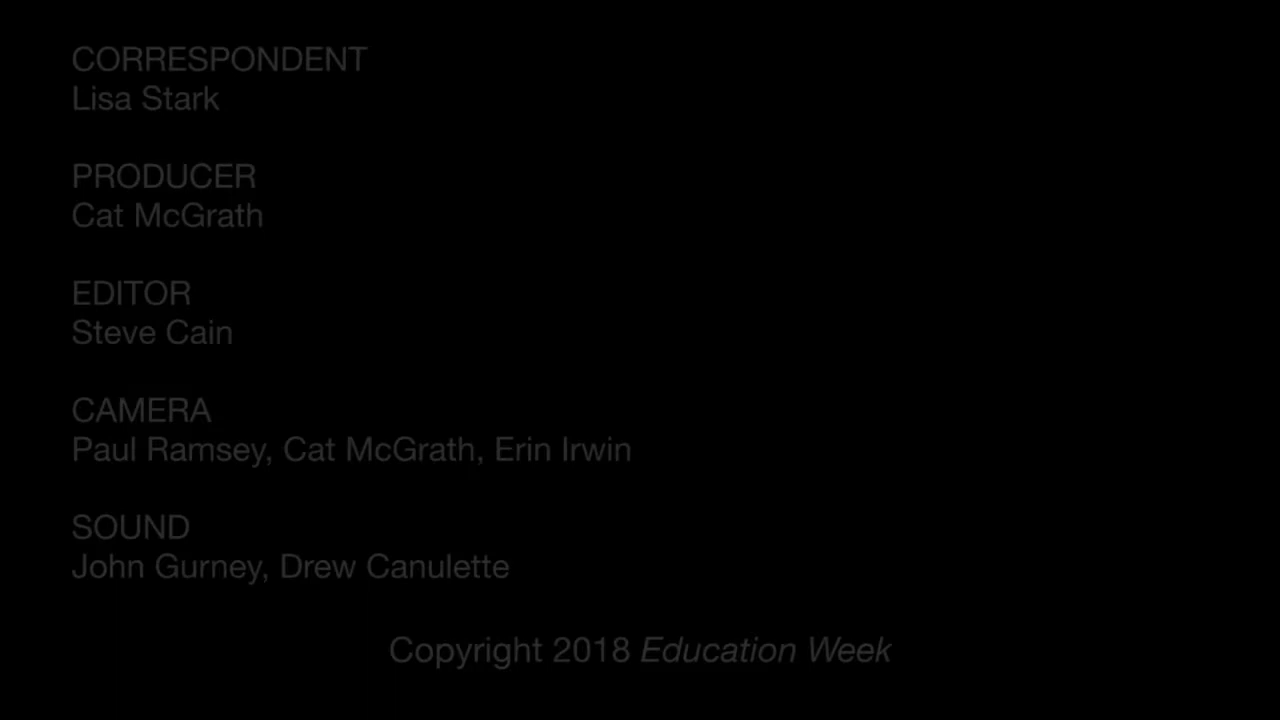 CORRESPONDENT
Lisa Stark
PRODUCER
Cat McGrath
EDITOR
Steve Cain
CAMERA
Paul Ramsey, Cat McGrath, Erin Irwin
SOUND
John Gurney, Drew Canulette
Copyright 2018 Education Week